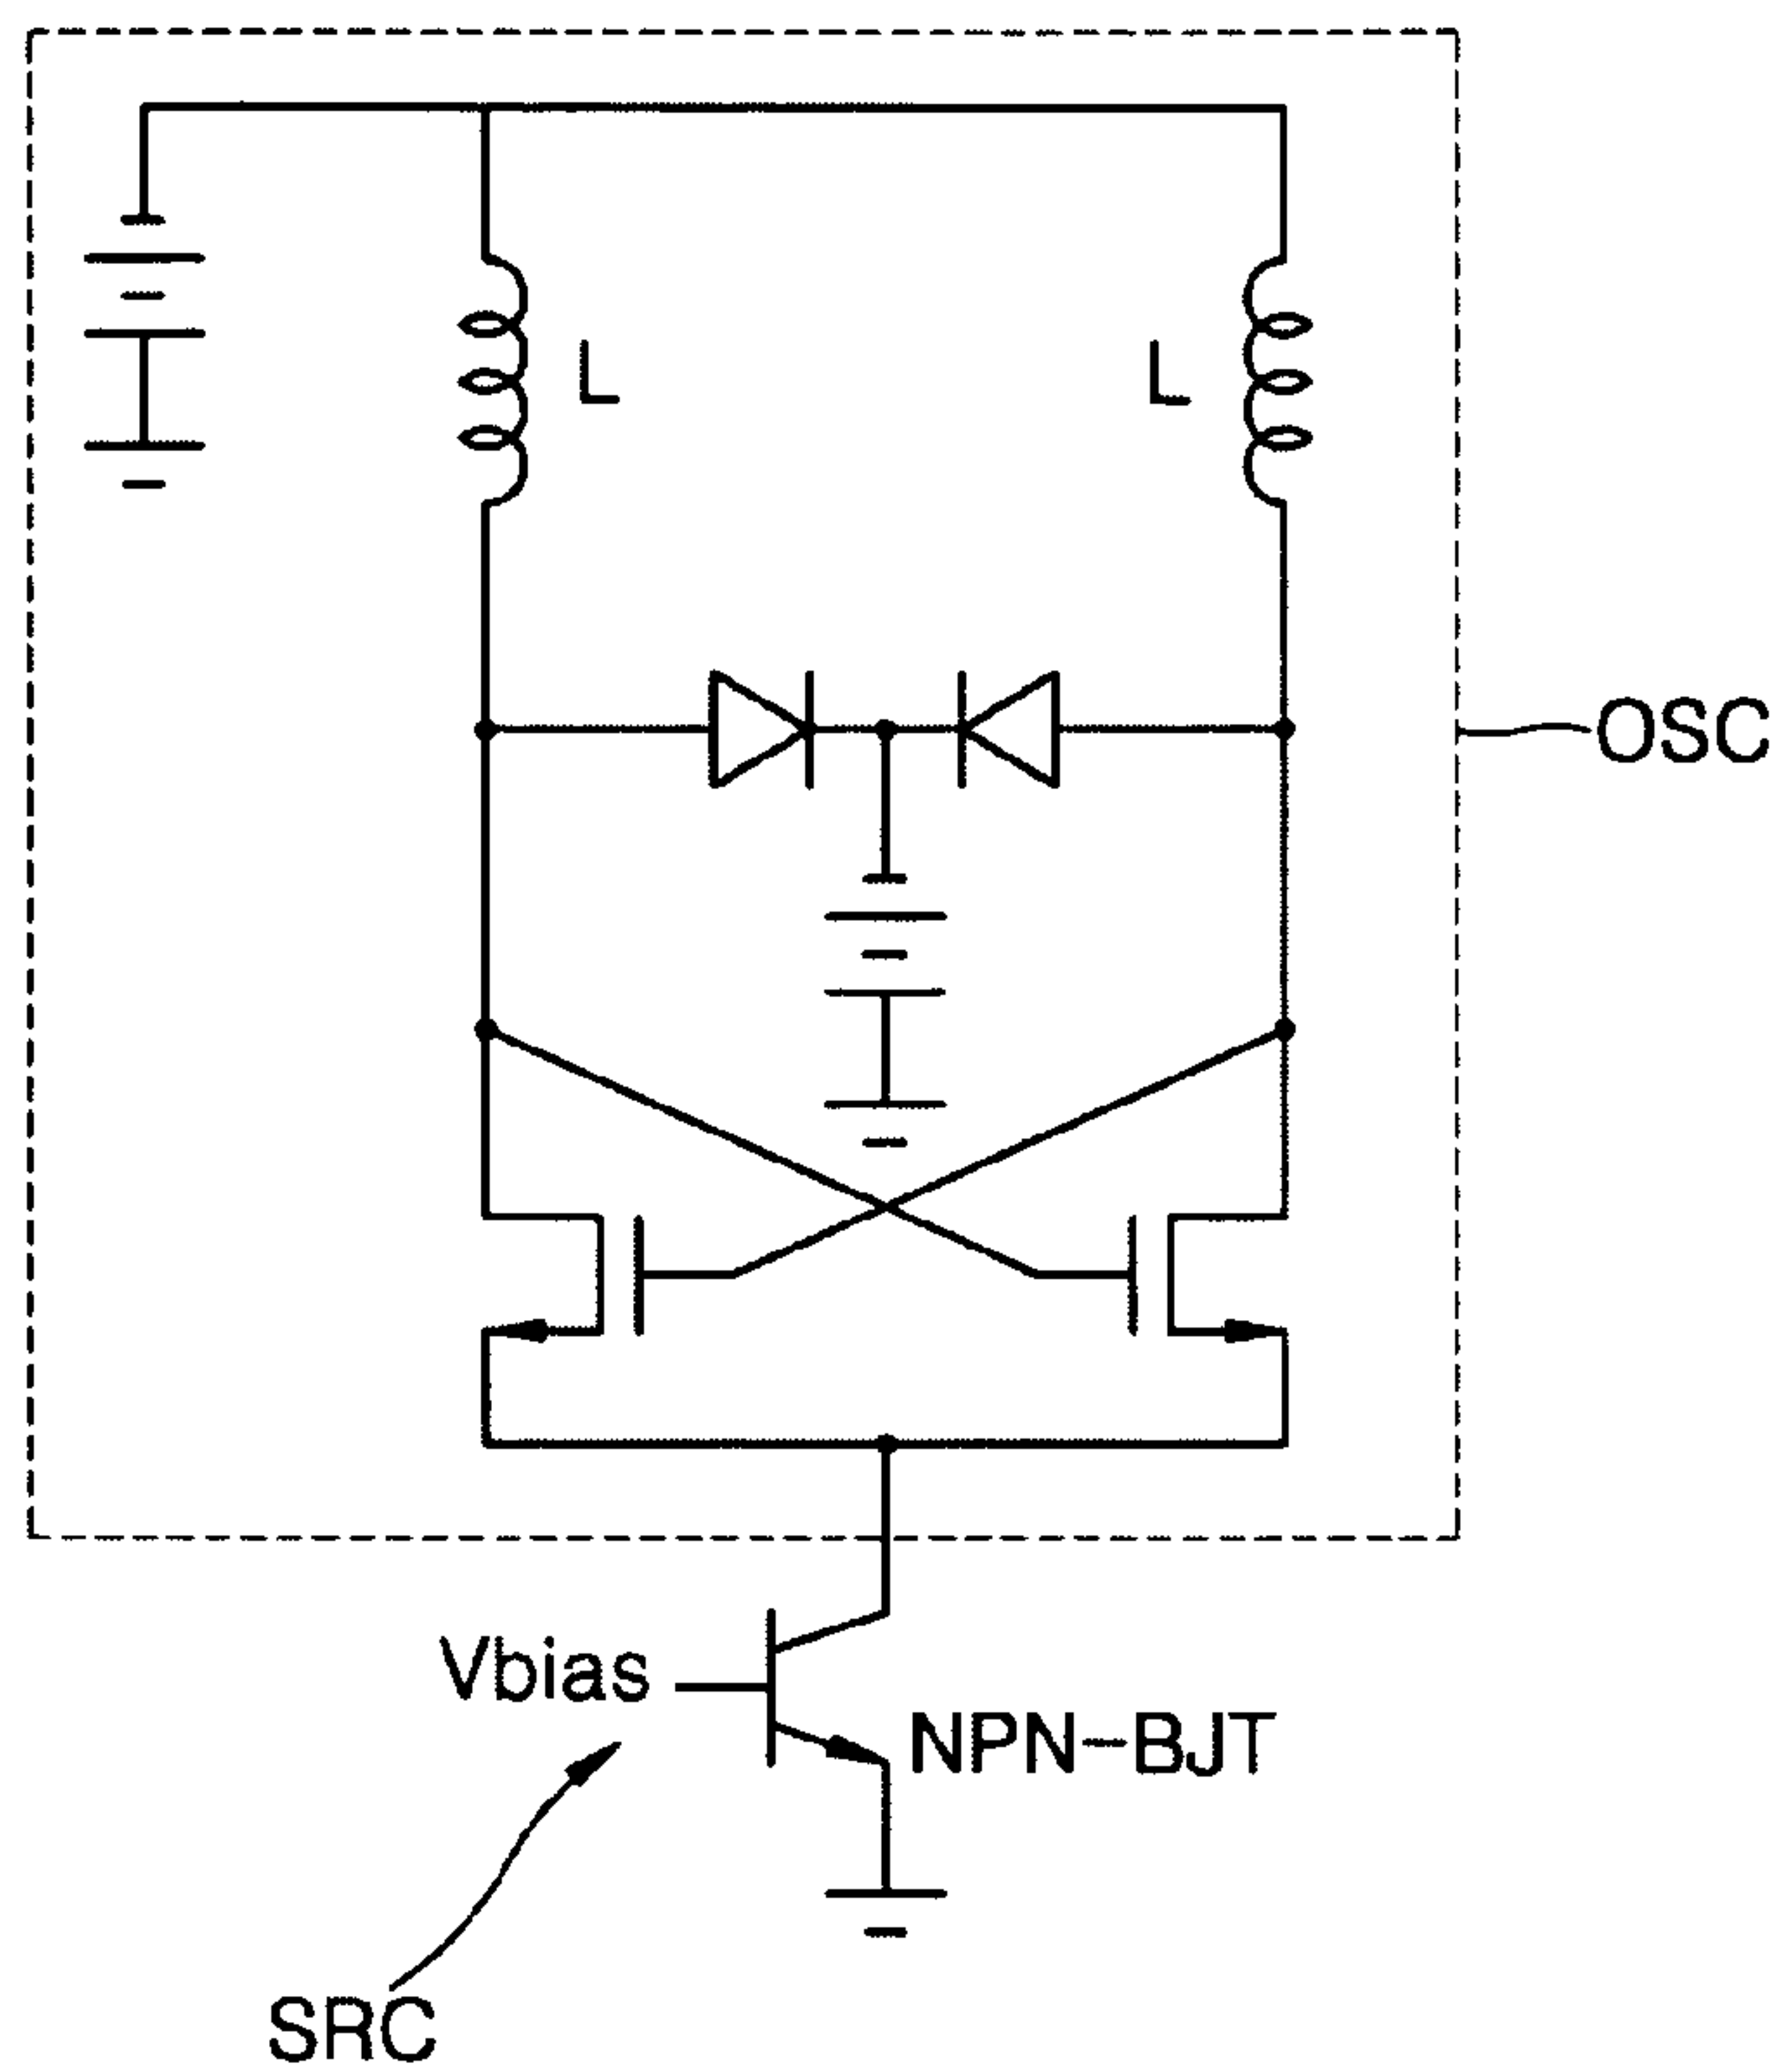 L
L
OSC
Vbias
NPN-BJT
SRC